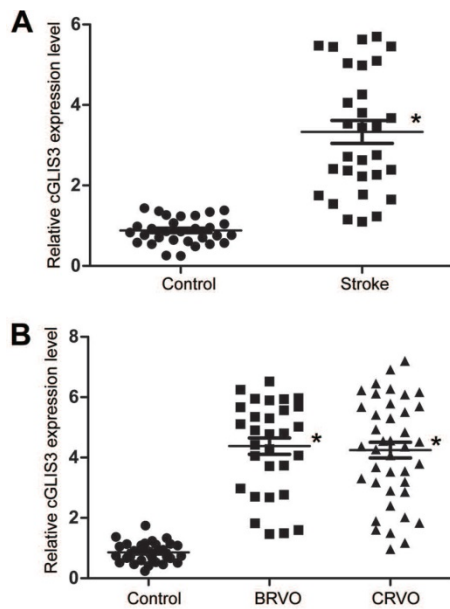 A
Relative cGLIS3 expression level
6
4
2
0
*
Control
Stroke
B
Relative cGLIS3 expression level
8
6
4
2
0
*
*
Control
BRVO
CRVO